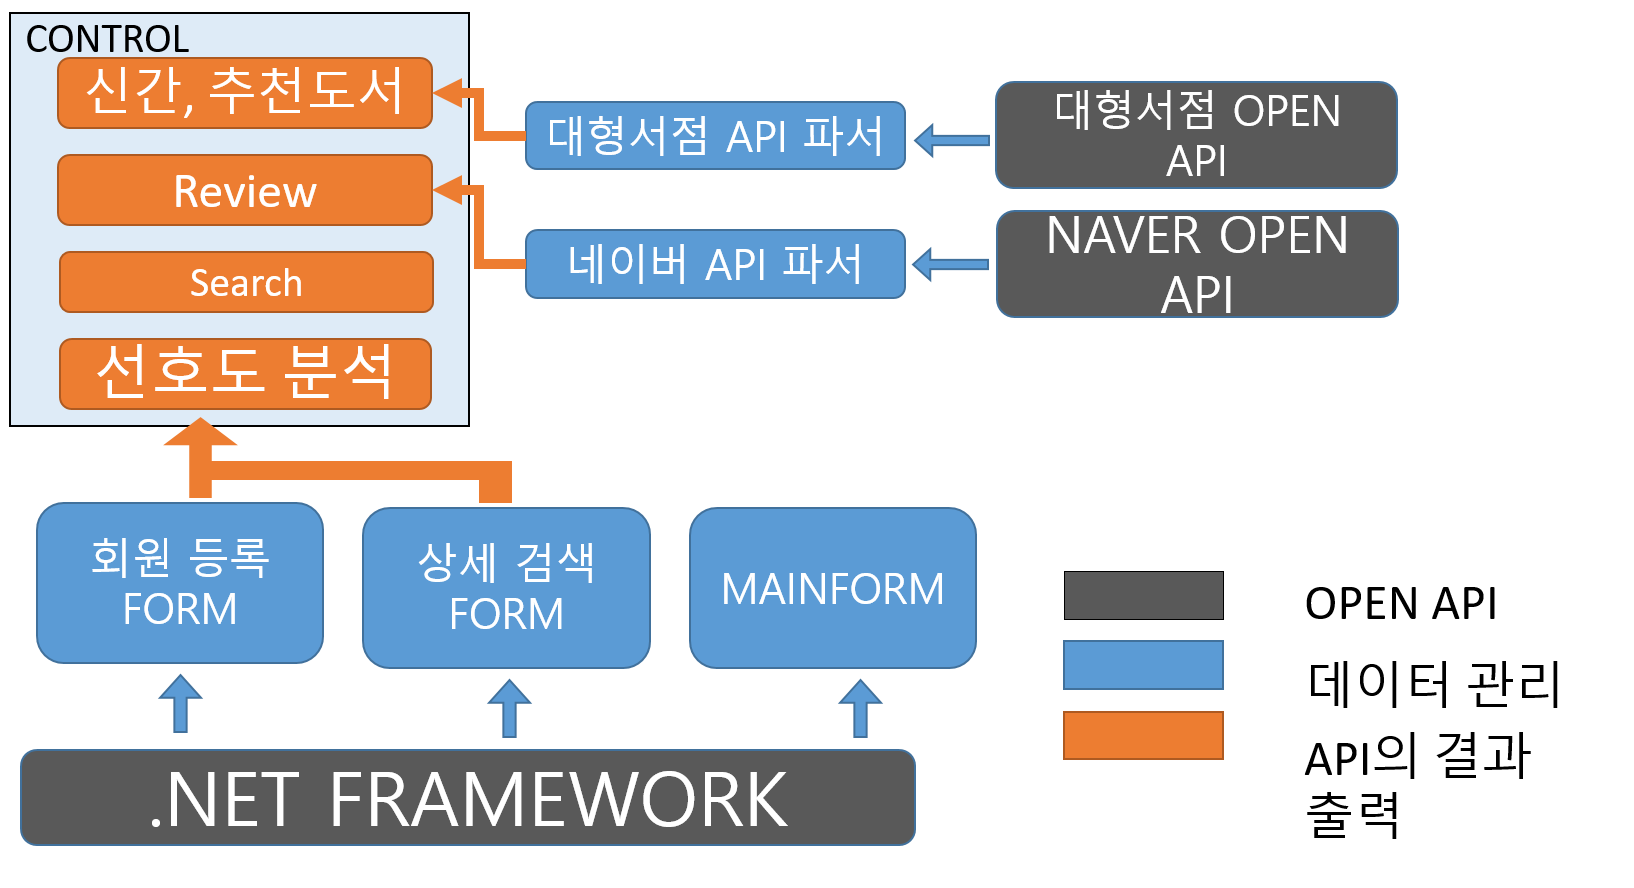 CONTROL
신간, 추천도서
Review
Search
선호도 분석
대형서점 API 파서
네이버 API 파서
대형서점 OPEN
API
NAVER OPEN
API
회원 등록
FORM
상세 검색
FORM
MAINFORM
.NET FRAMEWORK
OPEN API
데이터 관리
API의 결과
출력